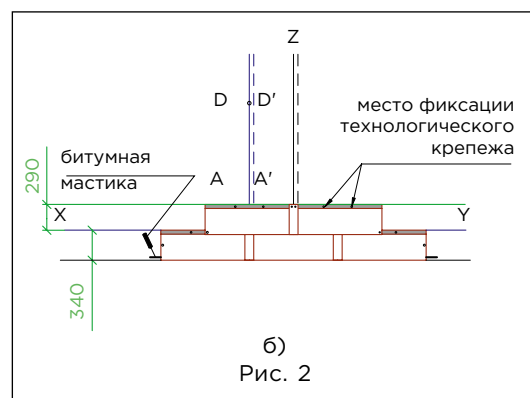 Z
D D'
место фиксации
технологического
крепежа
битумная
мастика
290
A A'
X Y
340
б)
Рис. 2